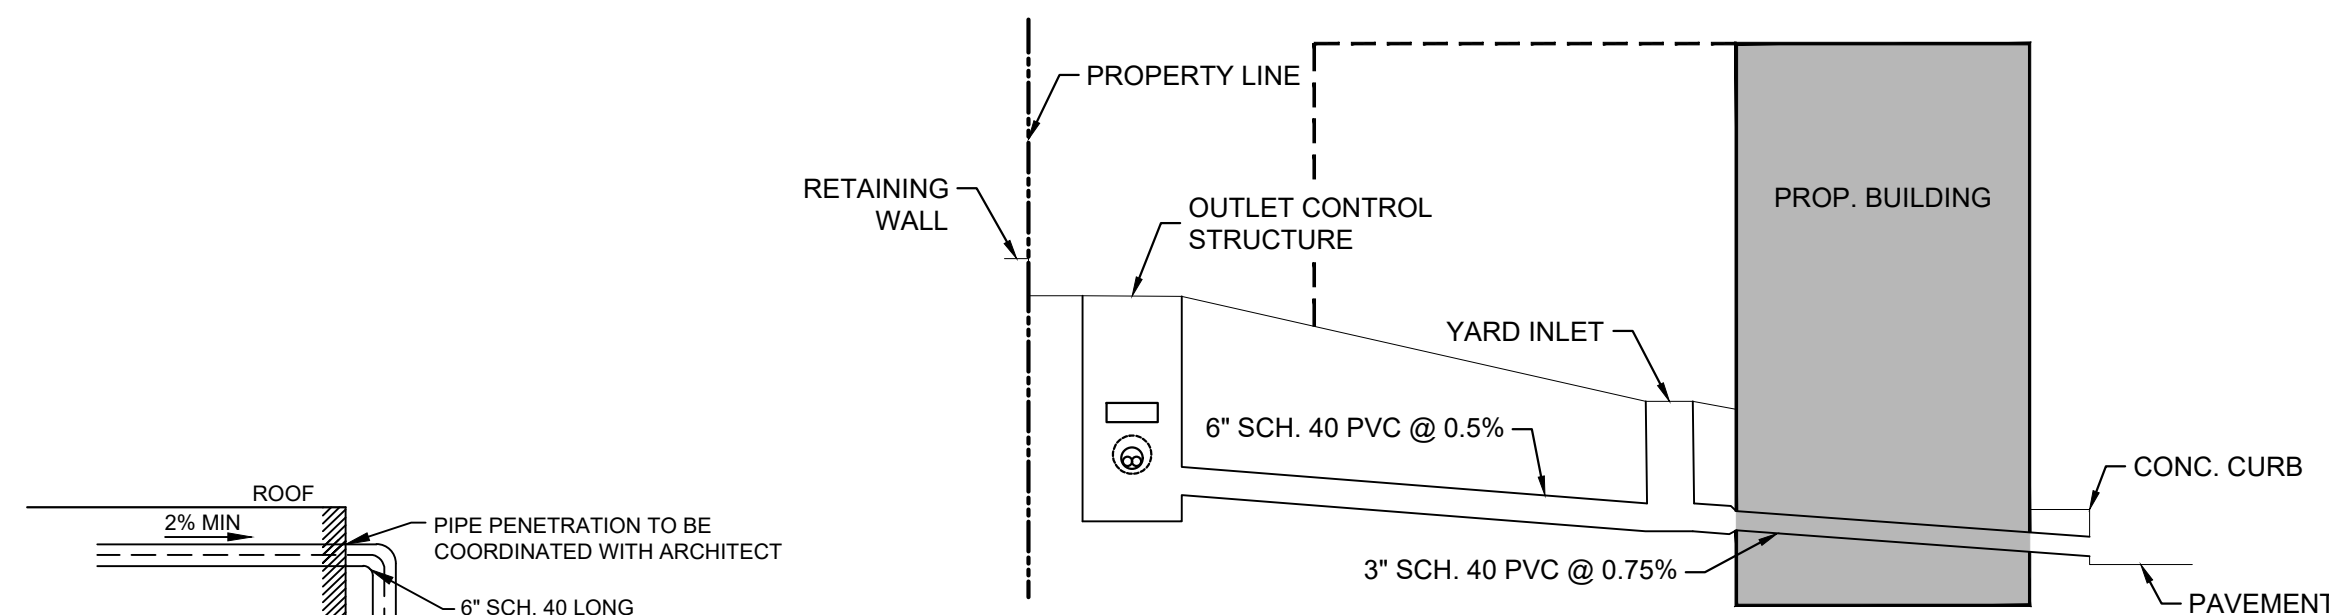 PROPERTY LINE
RETAINING
WALL
OUTLET CONTROL
STRUCTURE
PROP. BUILDING
YARD INLET
6" SCH. 40 PVC @ 0.5%
CONC. CURB
3" SCH. 40 PVC @ 0.75%
PAVEMENT
ROOF
2% MIN
PIPE PENETRATION TO BE
COORDINATED WITH ARCHITECT
6" SCH. 40 LONG